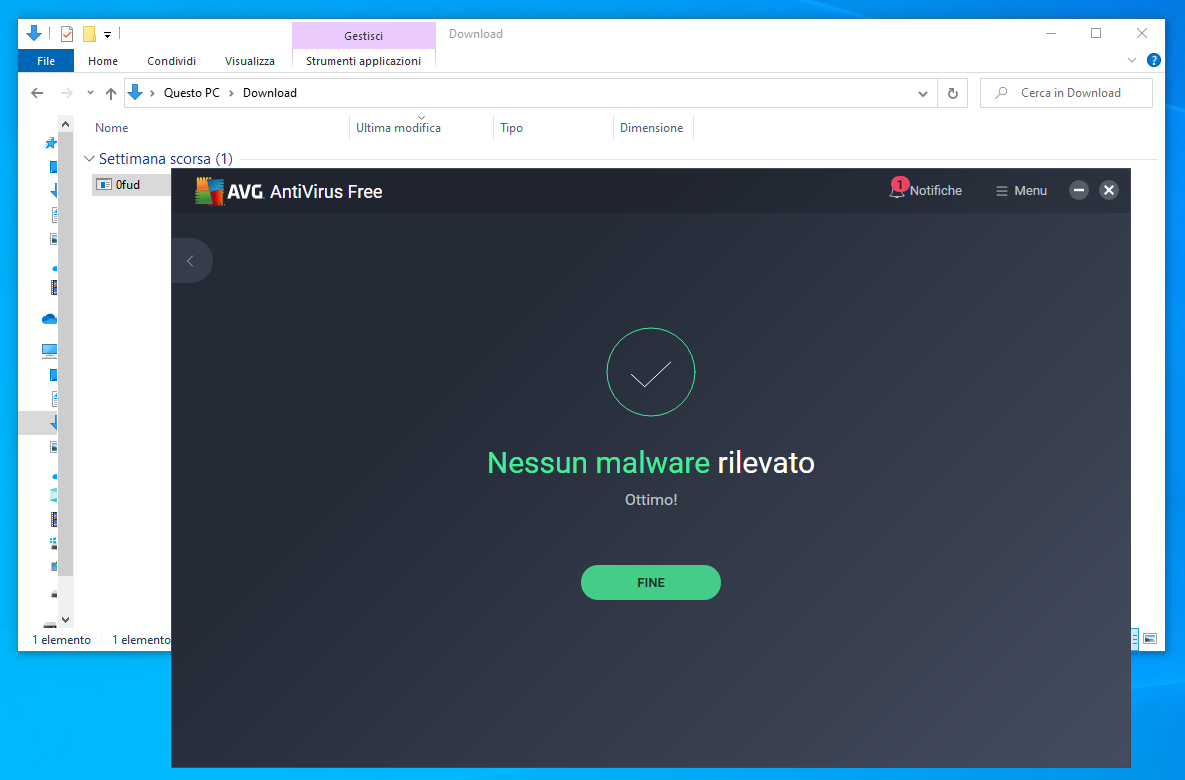 Gestisci
Download
File
Home
Condividi
Visualizza
Strumenti applicazioni
Questo PC
Download
Cerca in Download
Nome
Ultima modifica
Tipo
Dimensione
Settimana scorsa (1)
0fud
AVG AntiVirus Free
1
Notifiche
Menu
Nessun malware rilevato
Ottimo!
FINE
1 elemento
1 elemento